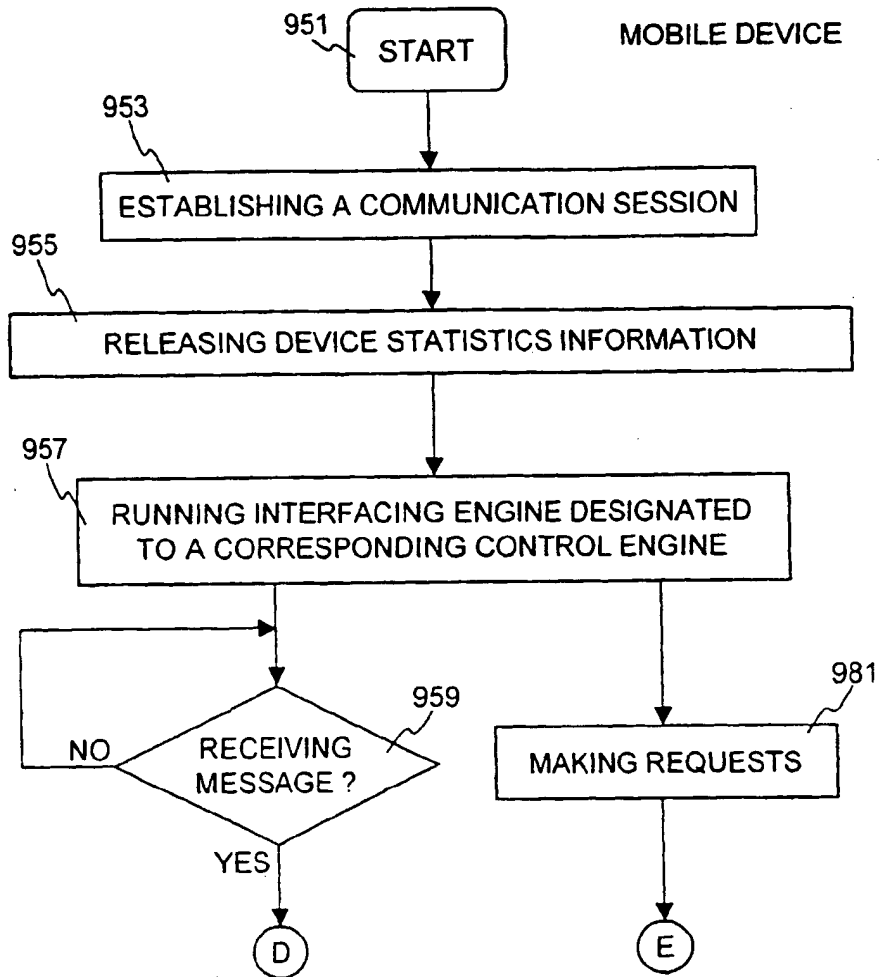 951
START
MOBILE DEVICE
953
ESTABLISHING A COMMUNICATION SESSION
955
RELEASING DEVICE STATISTICS INFORMATION
957
RUNNING INTERFACING ENGINE DESIGNATED
TO A CORRESPONDING CONTROL ENGINE
959
NO
RECEIVING
MESSAGE ?
YES
D
981
MAKING REQUESTS
E